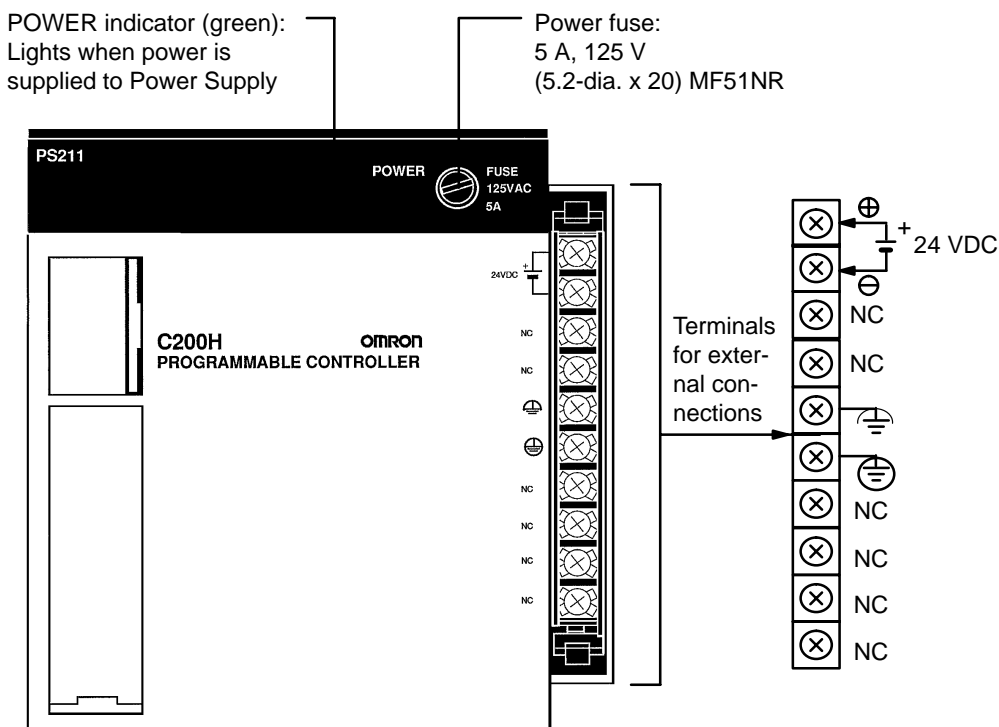 POWER indicator (green):
Lights when power is
supplied to Power Supply
Power fuse:
5 A, 125 V
(5.2-dia. x 20) MF51NR
PS211
POWER
FUSE
125VAC
5A
24VDC
+
NC
NC
NC
NC
NC
NC
C200H
OMRON
PROGRAMMABLE CONTROLLER
Terminals
for exter-
nal con-
nections
+
24 VDC
NC
NC
NC
NC
NC
NC